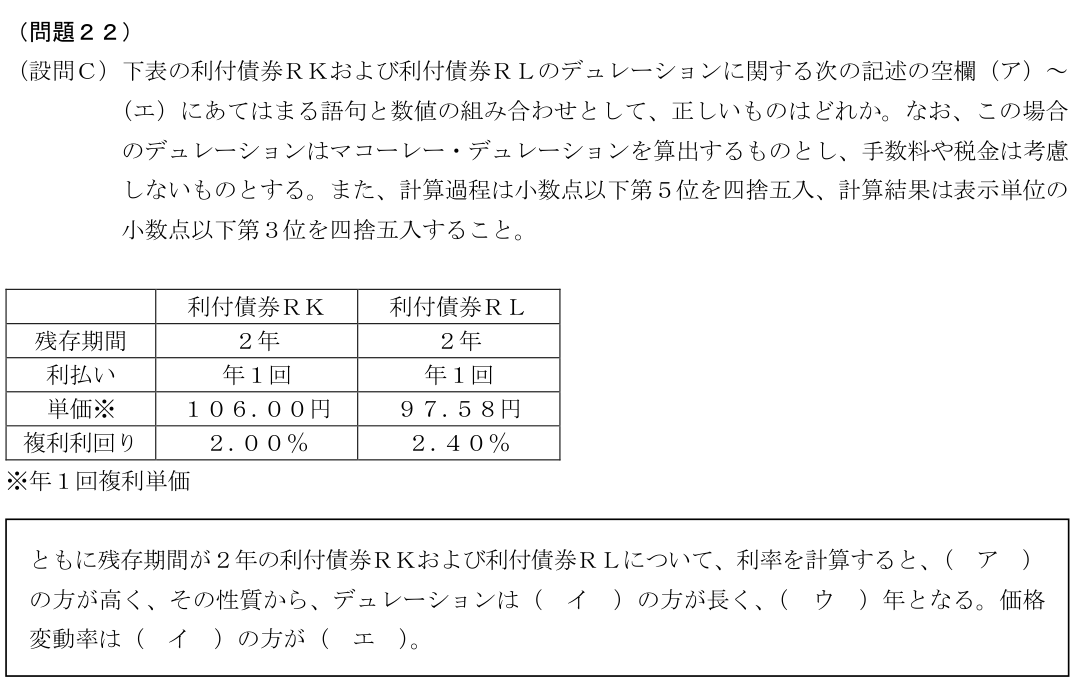 （問題２２）
（設問Ｃ）下表の利付債券ＲＫおよび利付債券ＲＬのデュレーションに関する次の記述の空欄（ア）～
（エ）にあてはまる語句と数値の組み合わせとして、正しいものはどれか。なお、この場合
のデュレーションはマコーレー・デュレーションを算出するものとし、手数料や税金は考慮
しないものとする。また、計算過程は小数点以下第５位を四捨五入、計算結果は表示単位の
小数点以下第３位を四捨五入すること。
利付債券ＲＫ 利付債券ＲＬ
残存期間 ２年 ２年
利払い 年１回 年１回
単価※ １０６.００円 ９７.５８円
複利利回り ２.００％ ２.４０％
※年１回複利単価
ともに残存期間が２年の利付債券ＲＫおよび利付債券ＲＬについて、利率を計算すると、（　ア　）
の方が高く、その性質から、デュレーションは（　イ　）の方が長く、（　ウ　）年となる。価格
変動率は（　イ　）の方が（　エ　）。